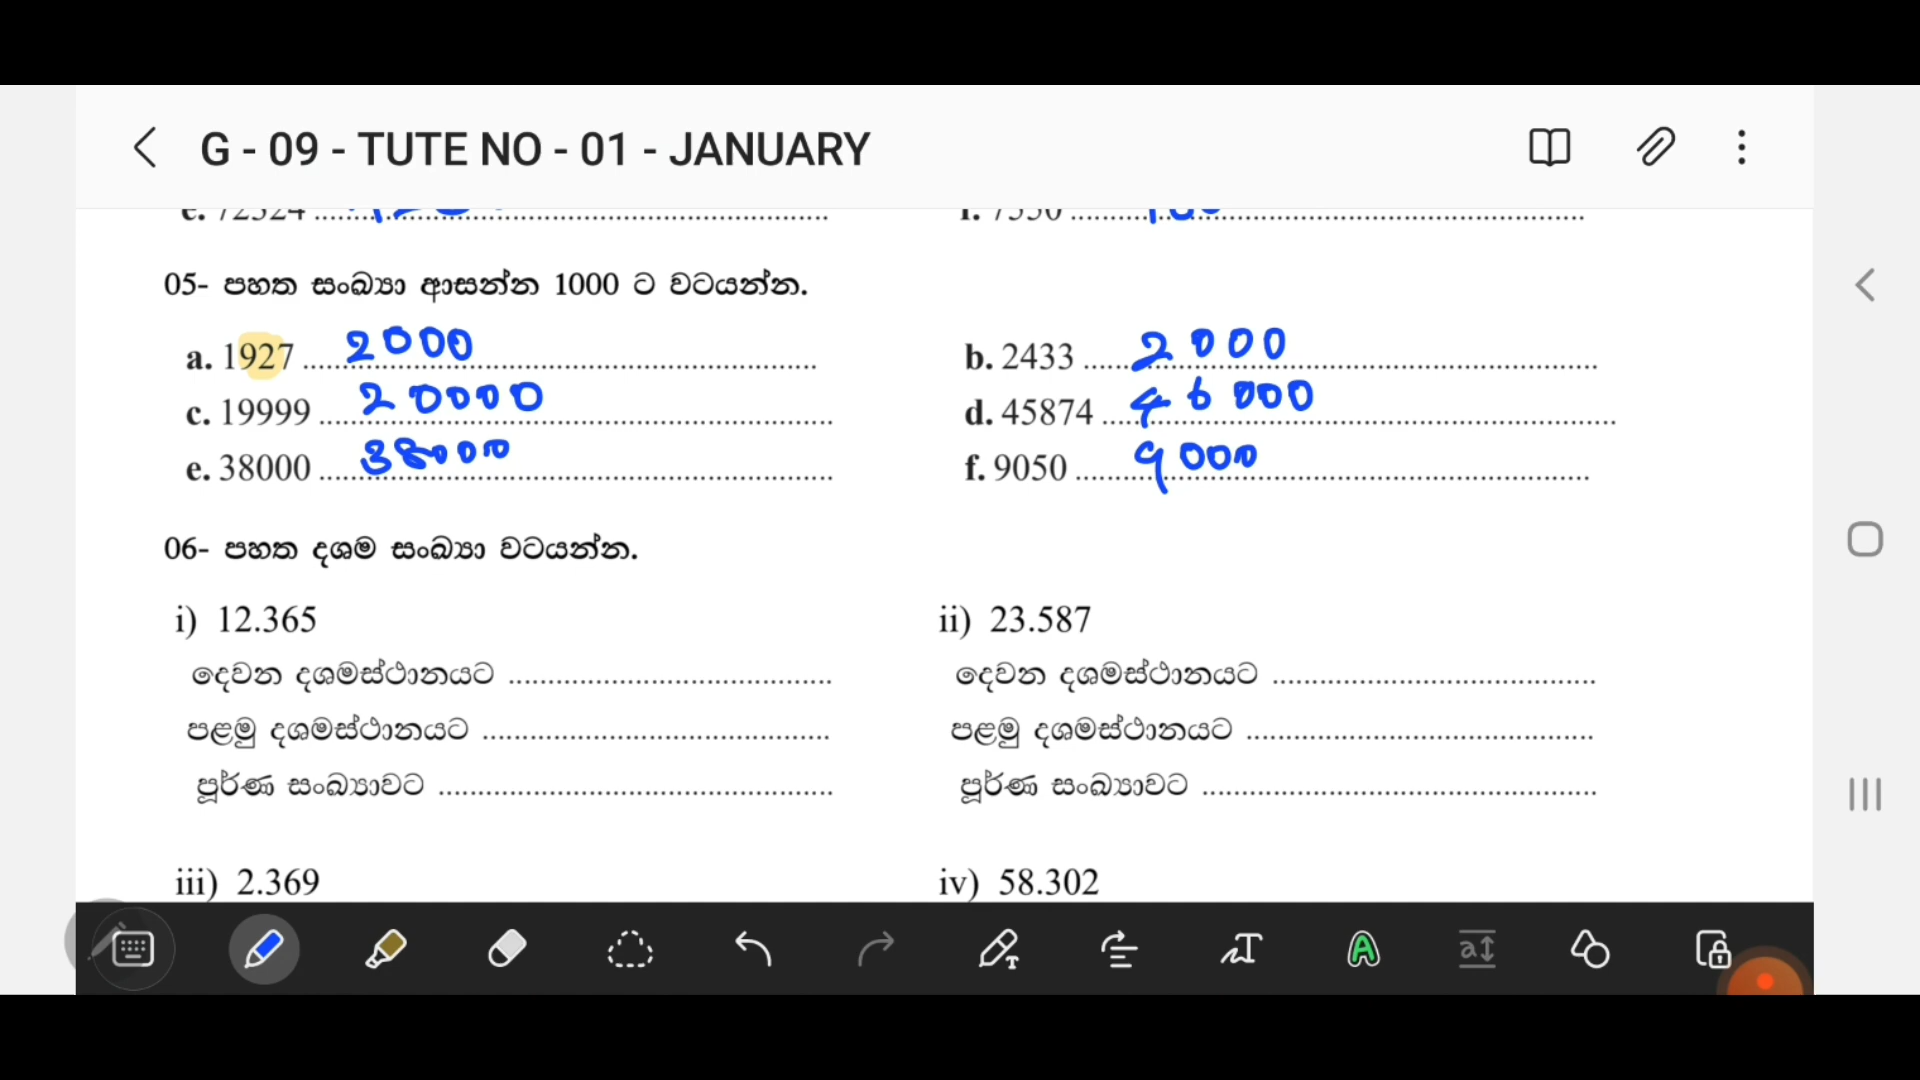 G - 09 - TUTE NO - 01 - JANUARY
05- පහත සංඛ්‍යා ආසන්න 1000 ට වටයන්න.
a. 1927 .......... 2000
b. 2433 .......... 2000
c. 19999 .......... 20000
d. 45874 .......... 46000
e. 38000 .......... 38000
f. 9050 .......... 9000
06- පහත දශම සංඛ්‍යා වටයන්න.
i) 12.365
ii) 23.587
දෙවන දශමස්ථානයට ..........
දෙවන දශමස්ථානයට ..........
පළමු දශමස්ථානයට ..........
පළමු දශමස්ථානයට ..........
පූර්ණ සංඛ්‍යාවට ..........
පූර්ණ සංඛ්‍යාවට ..........
iii) 2.369
iv) 58.302